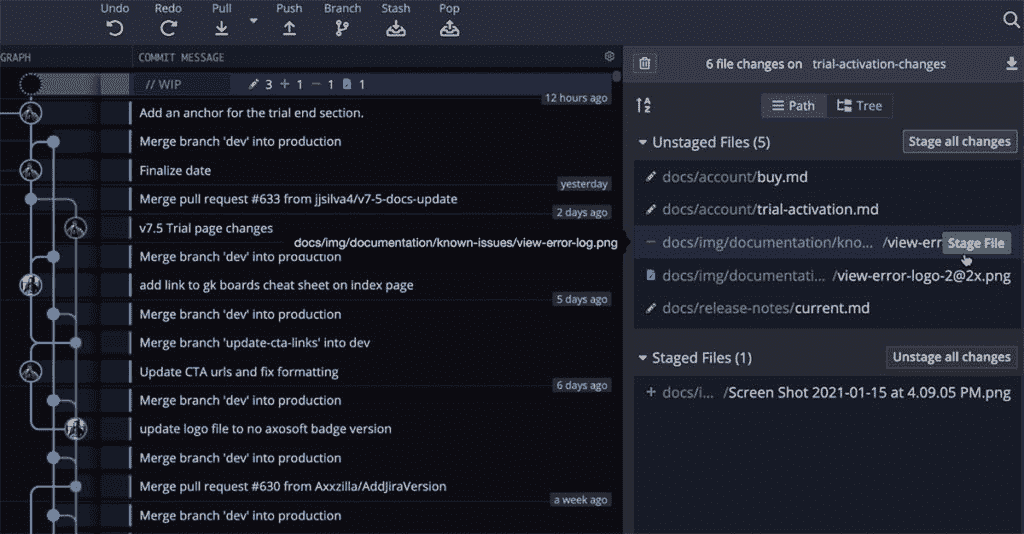 Undo Redo Pull Push Branch Stash Pop
GRAPH COMMIT MESSAGE
// WIP 3 1 1 1
12 hours ago
Add an anchor for the trial end section.
Merge branch 'dev' into production
Finalize date
yesterday
Merge pull request #633 from jjsilva4/v7-5-docs-update
2 days ago
v7.5 Trial page changes
docs/img/documentation/known-issues/view-error-log.png
Merge branch 'dev' into production
add link to gk boards cheat sheet on index page
5 days ago
Merge branch 'dev' into production
Merge branch 'update-cta-links' into dev
Update CTA urls and fix formatting
6 days ago
Merge branch 'dev' into production
update logo file to no axosoft badge version
Merge branch 'dev' into production
Merge pull request #630 from Axxzilla/AddJiraVersion
a week ago
Merge branch 'dev' into production
6 file changes on trial-activation-changes
A Z
Path Tree
Unstaged Files (5) Stage all changes
docs/account/buy.md
docs/account/trial-activation.md
docs/img/documentation/kno... /view-err Stage File
docs/img/documentati... /view-error-logo-2@2x.png
docs/release-notes/current.md
Staged Files (1) Unstage all changes
docs/i... /Screen Shot 2021-01-15 at 4.09.05 PM.png